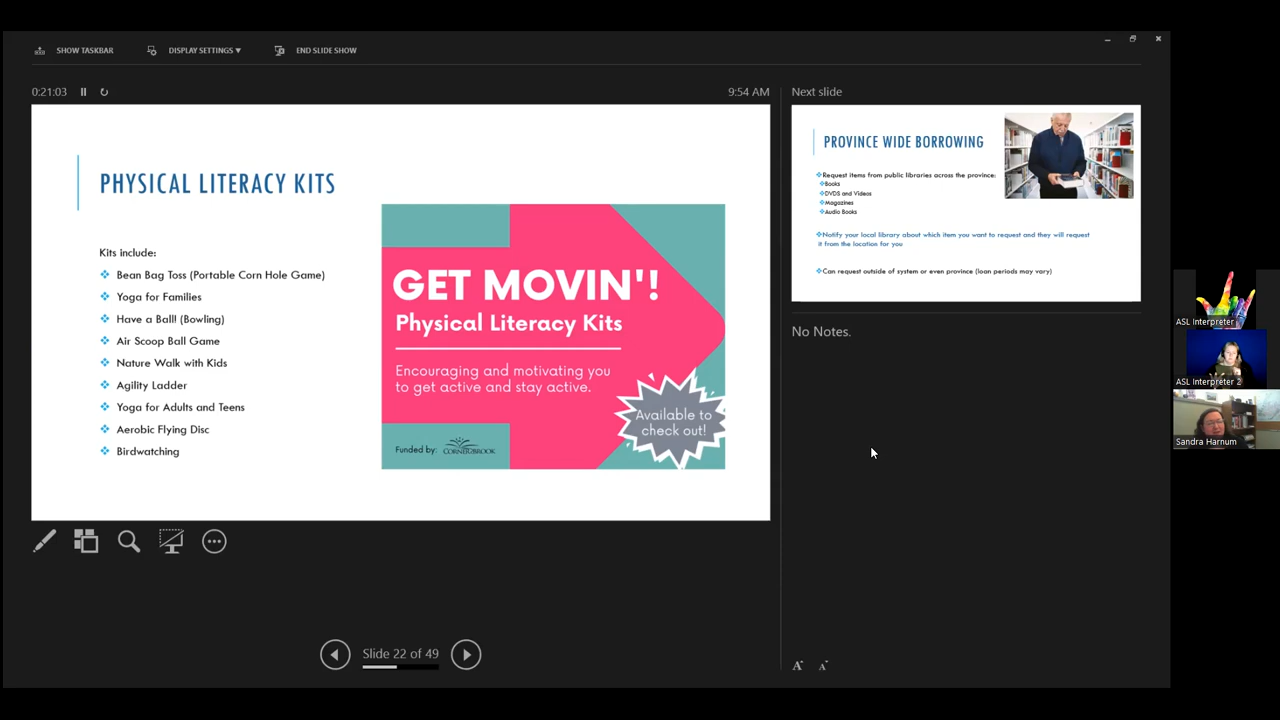 SHOW TASKBAR
DISPLAY SETTINGS ▾
END SLIDE SHOW
0:21:03
9:54 AM
PHYSICAL LITERACY KITS
Kits include:
Bean Bag Toss (Portable Corn Hole Game)
Yoga for Families
Have a Ball! (Bowling)
Air Scoop Ball Game
Nature Walk with Kids
Agility Ladder
Yoga for Adults and Teens
Aerobic Flying Disc
Birdwatching
GET MOVIN'!
Physical Literacy Kits
Encouraging and motivating you
to get active and stay active.
Available to
check out!
Funded by:
CORNER BROOK
Slide 22 of 49
Next slide
PROVINCE WIDE BORROWING
Request items from public libraries across the province:
Books
DVDS and Videos
Magazines
Audio Books
Notify your local library about which item you want to request and they will request
it from the location for you
Can request outside of system or even province (loan periods may vary)
No Notes.
A A
ASL Interpreter
ASL Interpreter 2
Sandra Harnum